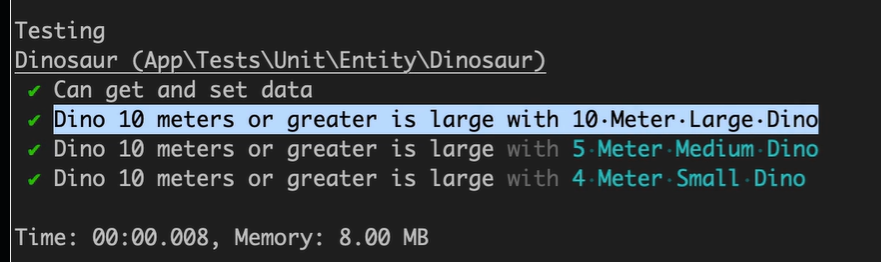 Testing
Dinosaur (App\Tests\Unit\Entity\Dinosaur)
✔ Can get and set data
✔ Dino 10 meters or greater is large with 10·Meter·Large·Dino
✔ Dino 10 meters or greater is large with 5·Meter·Medium·Dino
✔ Dino 10 meters or greater is large with 4·Meter·Small·Dino
Time: 00:00.008, Memory: 8.00 MB